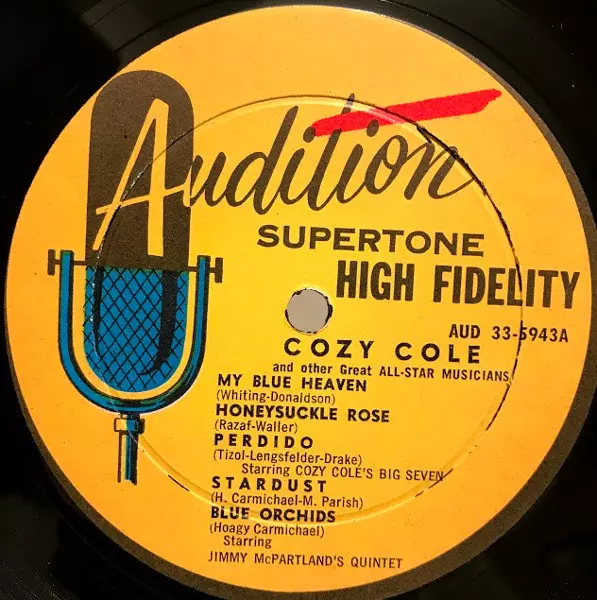 Audition
SUPERTONE
HIGH FIDELITY
AUD 33-5943A
COZY COLE
and other Great ALL-STAR MUSICIANS
MY BLUE HEAVEN
(Whiting-Donaldson)
HONEYSUCKLE ROSE
(Razaf-Waller)
PERDIDO
(Tizol-Lengsfelder-Drake)
Starring COZY COLE'S BIG SEVEN
STARDUST
(H. Carmichael-M. Parish)
BLUE ORCHIDS
(Hoagy Carmichael)
Starring
JIMMY McPARTLAND'S QUINTET